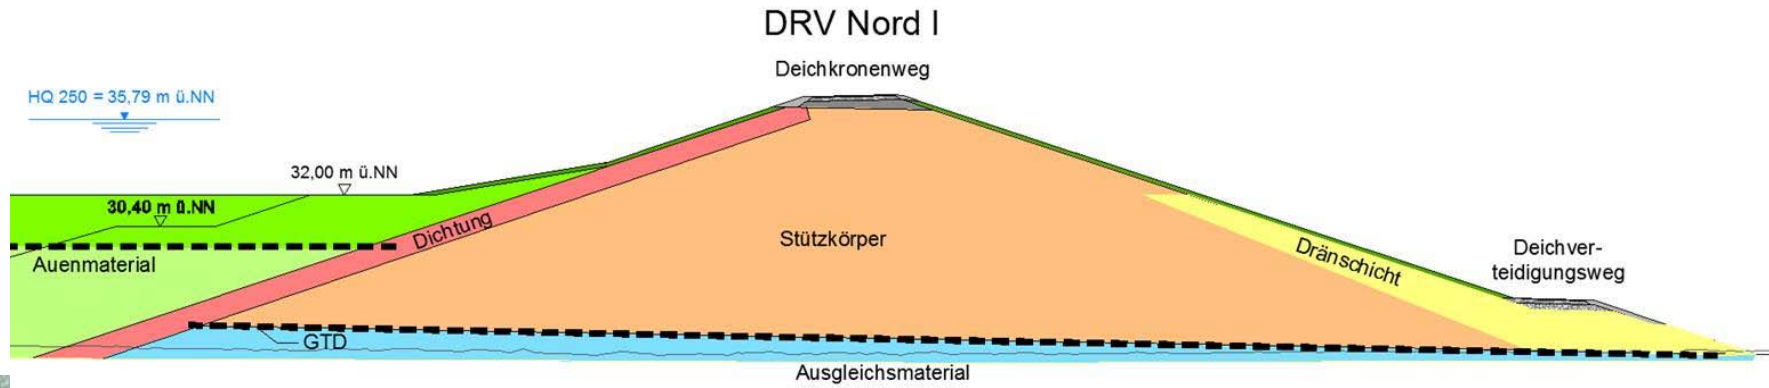 DRV Nord I
Deichkronenweg
HQ 250 = 35,79 m ü.NN
32,00 m ü.NN
30,40 m ü.NN
Dichtung
Stützkörper
Dränschicht
Deichver-
teidigungsweg
Auenmaterial
GTD
Ausgleichsmaterial